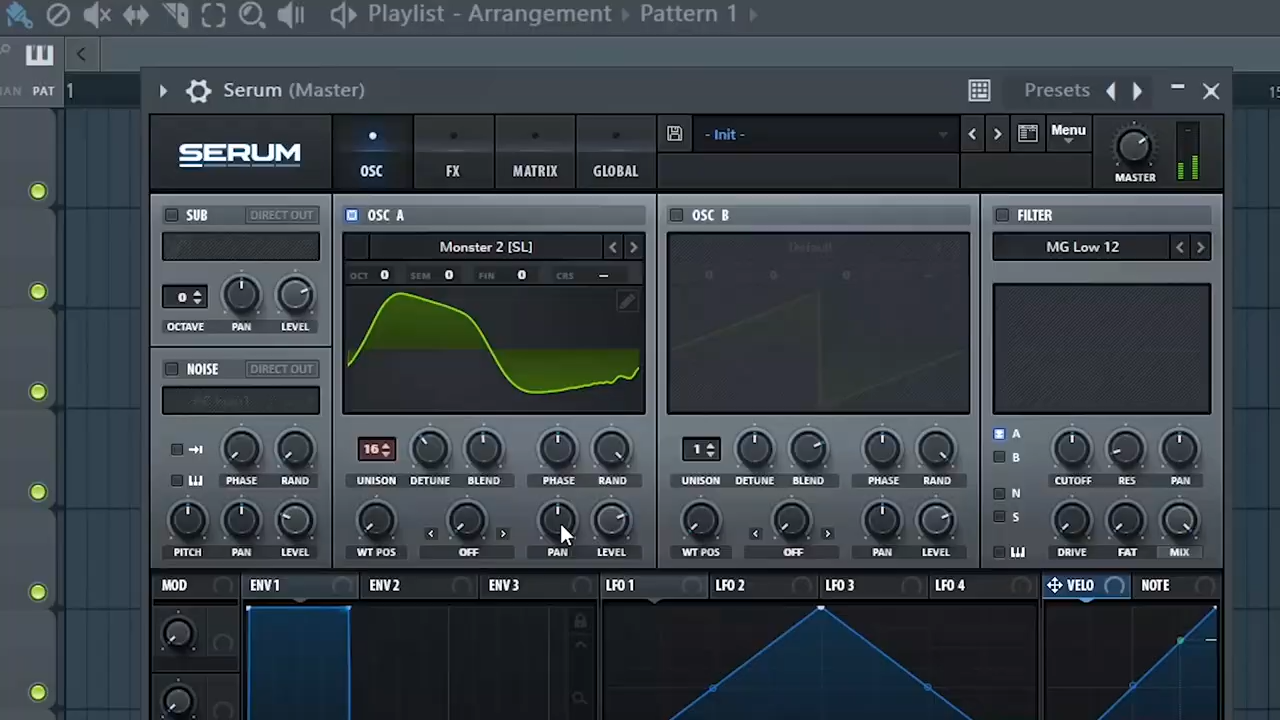 Playlist - Arrangement Pattern 1
PAT 1
Serum (Master) Presets
SERUM OSC FX MATRIX GLOBAL - Init - Menu MASTER
SUB DIRECT OUT OSC A OSC B FILTER
Monster 2 [SL] Default MG Low 12
OCT 0 SEM 0 FIN 0 CRS –
0
OCTAVE PAN LEVEL
NOISE DIRECT OUT
16 1 A
B
PHASE RAND UNISON DETUNE BLEND PHASE RAND UNISON DETUNE BLEND PHASE RAND CUTOFF RES PAN
N
S
PITCH PAN LEVEL WT POS OFF PAN LEVEL WT POS OFF PAN LEVEL DRIVE FAT MIX
MOD ENV 1 ENV 2 ENV 3 LFO 1 LFO 2 LFO 3 LFO 4 VELO NOTE